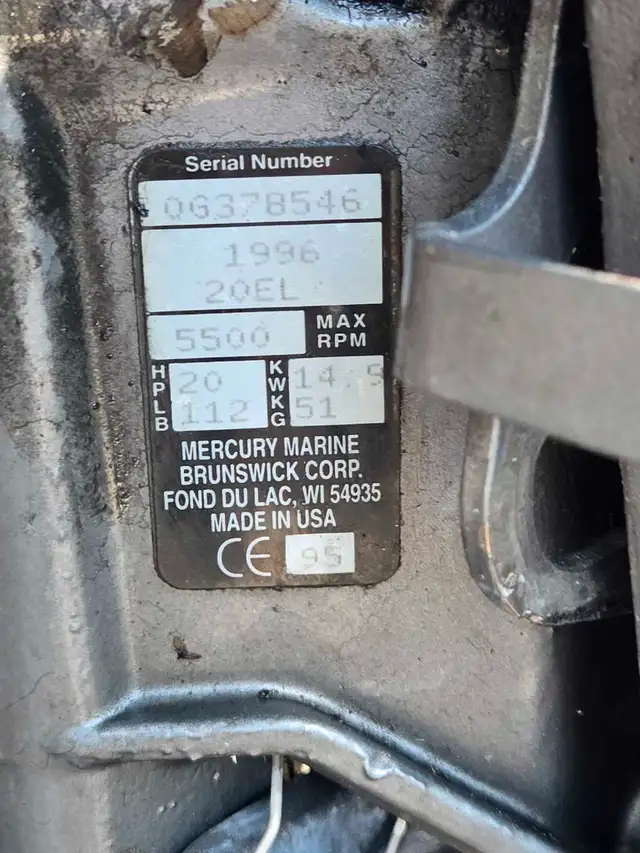 Serial Number
0G378546
1996
20EL
5500 MAX RPM
HP 20 KW 14.9
LB 112 KG 51
MERCURY MARINE
BRUNSWICK CORP.
FOND DU LAC, WI 54935
MADE IN USA
CE 95